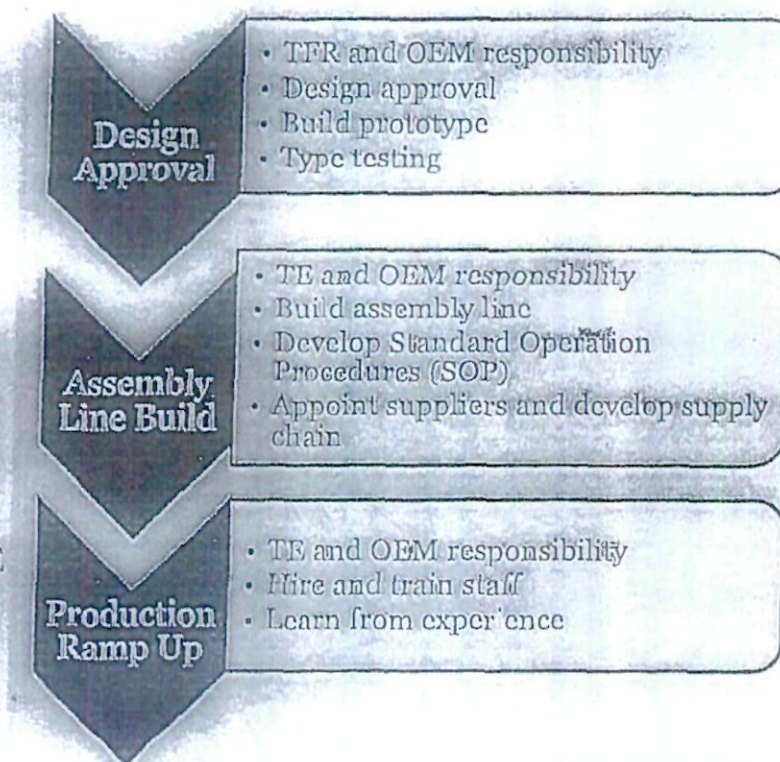 Design
Approval
• TFR and OEM responsibility
• Design approval
• Build prototype
• Type testing
Assembly
Line Build
• TE and OEM responsibility
• Build assembly line
• Develop Standard Operation
Procedures (SOP)
• Appoint suppliers and develop supply
chain
Production
Ramp Up
• TE and OEM responsibility
• Hire and train staff
• Learn from experience